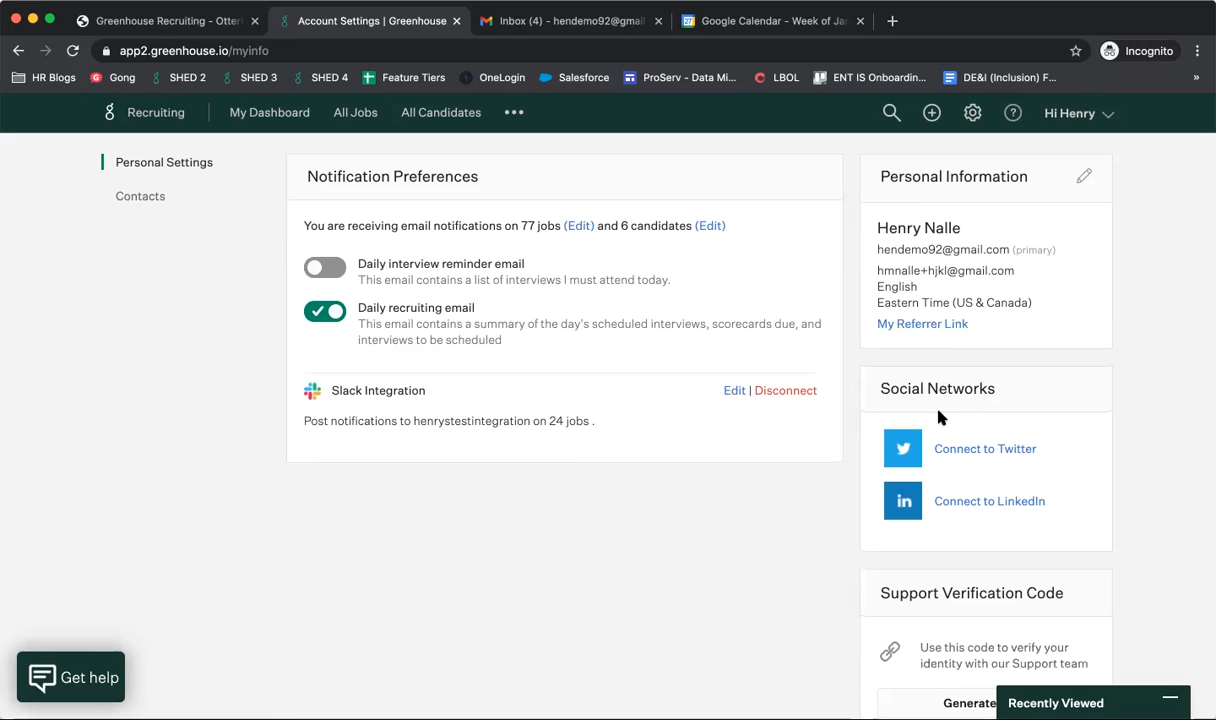 Greenhouse Recruiting - Otter
Account Settings | Greenhouse
Inbox (4) - hendemo92@gmail
27
Google Calendar - Week of Jan
app2.greenhouse.io/myinfo
Incognito
HR Blogs
G
Gong
SHED 2
SHED 3
SHED 4
Feature Tiers
OneLogin
Salesforce
ProServ - Data Mi...
LBOL
ENT IS Onboardin...
DE&I (Inclusion) F...
»
Recruiting
My Dashboard
All Jobs
All Candidates
•••
?
Hi Henry
Personal Settings
Contacts
Notification Preferences
You are receiving email notifications on 77 jobs (Edit) and 6 candidates (Edit)
Daily interview reminder email
This email contains a list of interviews I must attend today.
Daily recruiting email
This email contains a summary of the day's scheduled interviews, scorecards due, and
interviews to be scheduled
Slack Integration
Edit | Disconnect
Post notifications to henrystestintegration on 24 jobs .
Personal Information
Henry Nalle
hendemo92@gmail.com (primary)
hmnalle+hjkl@gmail.com
English
Eastern Time (US & Canada)
My Referrer Link
Social Networks
Connect to Twitter
in
Connect to LinkedIn
Support Verification Code
Use this code to verify your
identity with our Support team
Generate
Recently Viewed
Get help